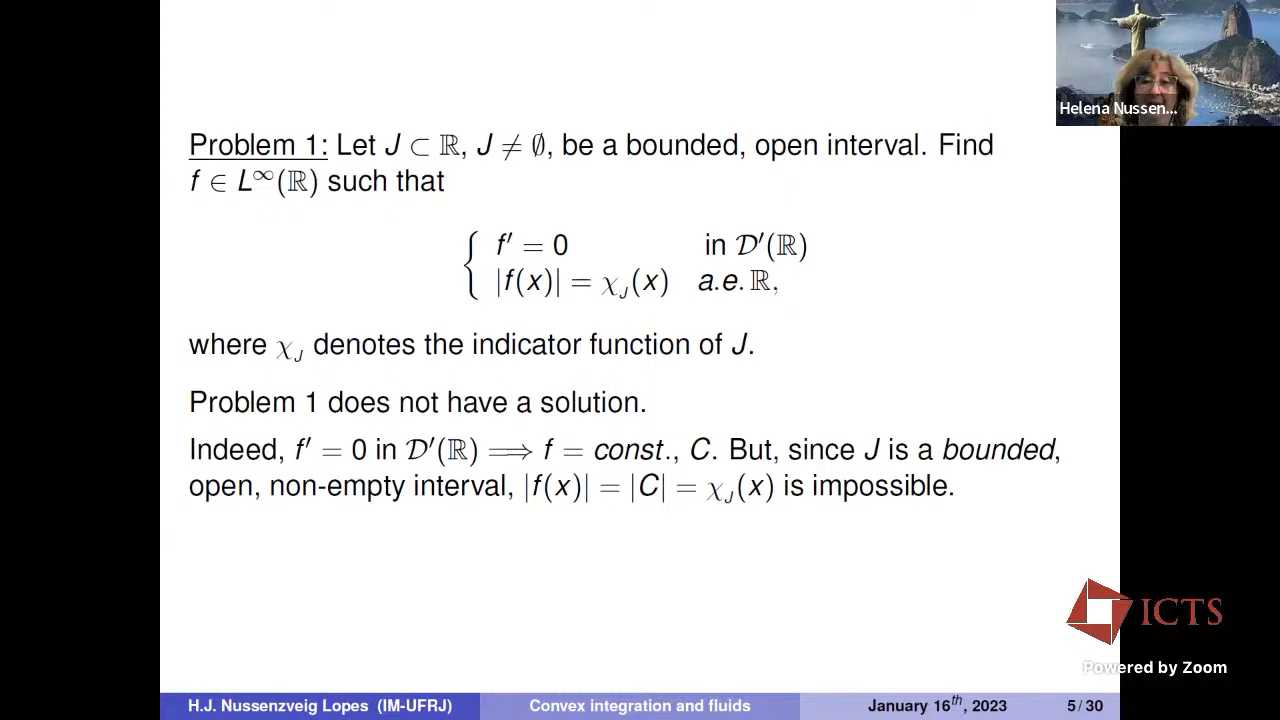 Helena Nussen...
Problem 1: Let J ⊂ ℝ, J ≠ ∅, be a bounded, open interval. Find
f ∈ L^∞(ℝ) such that
{ f′ = 0 in 𝒟′(ℝ)
|f(x)| = χ_J(x) a.e. ℝ,
where χ_J denotes the indicator function of J.
Problem 1 does not have a solution.
Indeed, f′ = 0 in 𝒟′(ℝ) ⟹ f = const., C. But, since J is a bounded,
open, non-empty interval, |f(x)| = |C| = χ_J(x) is impossible.
ICTS
Powered by Zoom
H.J. Nussenzveig Lopes (IM-UFRJ) Convex integration and fluids January 16th, 2023 5 / 30